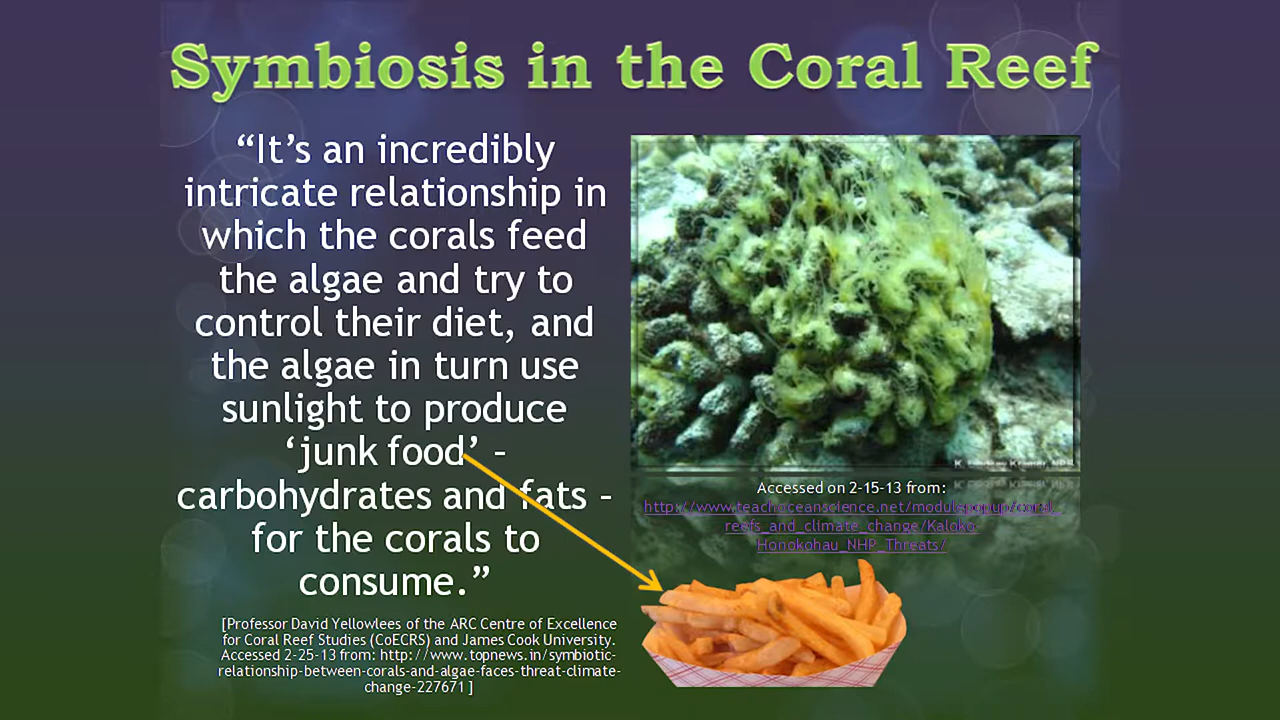 Symbiosis in the Coral Reef
“It’s an incredibly
intricate relationship in
which the corals feed
the algae and try to
control their diet, and
the algae in turn use
sunlight to produce
‘junk food’ –
carbohydrates and fats –
for the corals to
consume.”
[Professor David Yellowlees of the ARC Centre of Excellence
for Coral Reef Studies (CoECRS) and James Cook University.
Accessed 2-25-13 from: http://www.topnews.in/symbiotic-
relationship-between-corals-and-algae-faces-threat-climate-
change-227671 ]
Accessed on 2-15-13 from:
http://www.teachoceanscience.net/modulepopup/coral_
reefs_and_climate_change/Kaloko-
Honokohau_NHP_Threats/